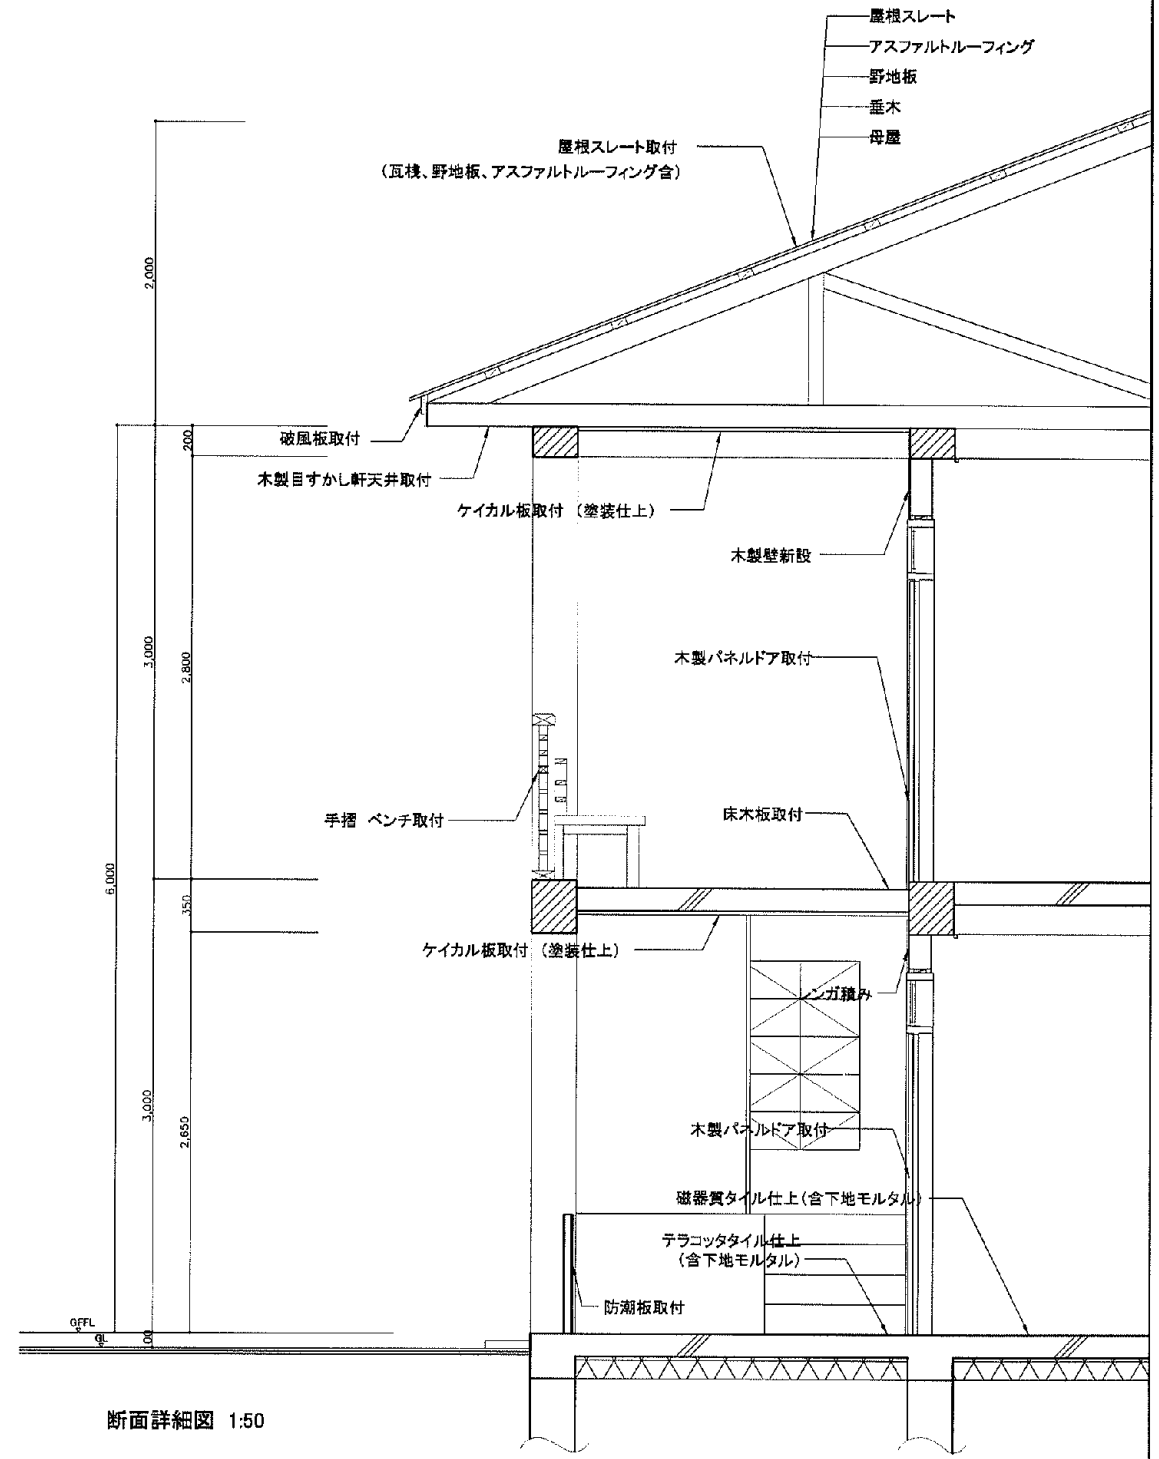 屋根スレート
アスファルトルーフィング
野地板
垂木
母屋
屋根スレート取付
(瓦棧、野地板、アスファルトルーフィング含)
2,000
破風板取付
200
木製目すかし軒天井取付
ケイカル板取付 (塗装仕上)
木製壁新設
3,000
2,800
木製パネルドア取付
手摺 ベンチ取付
床木板取付
6,000
350
ケイカル板取付 (塗装仕上)
レンガ積み
3,000
2,650
木製パネルドア取付
磁器質タイル仕上(含下地モルタル)
テラコッタタイル仕上
(含下地モルタル)
防潮板取付
GFFL
GL
断面詳細図 1:50